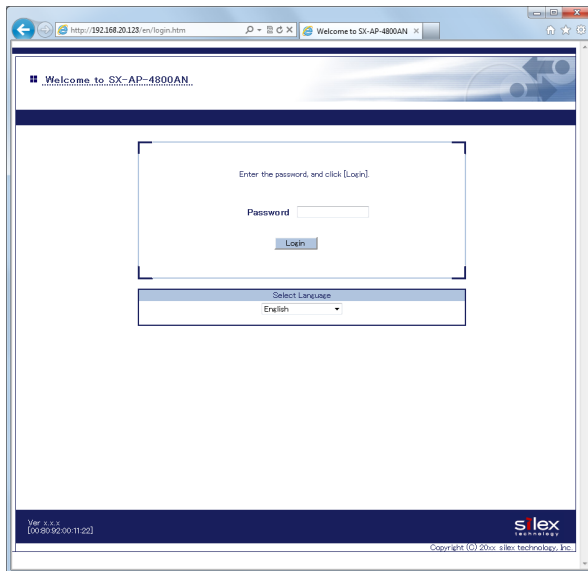 http://192.168.20.123/en/login.htm
Welcome to SX-AP-4800AN
Welcome to SX-AP-4800AN
Enter the password, and click [Login].
Password
Login
Select Language
English
Ver x.x.x
[00:80:92:00:11:22]
silex
technology
Copyright (C) 20xx silex technology, Inc.